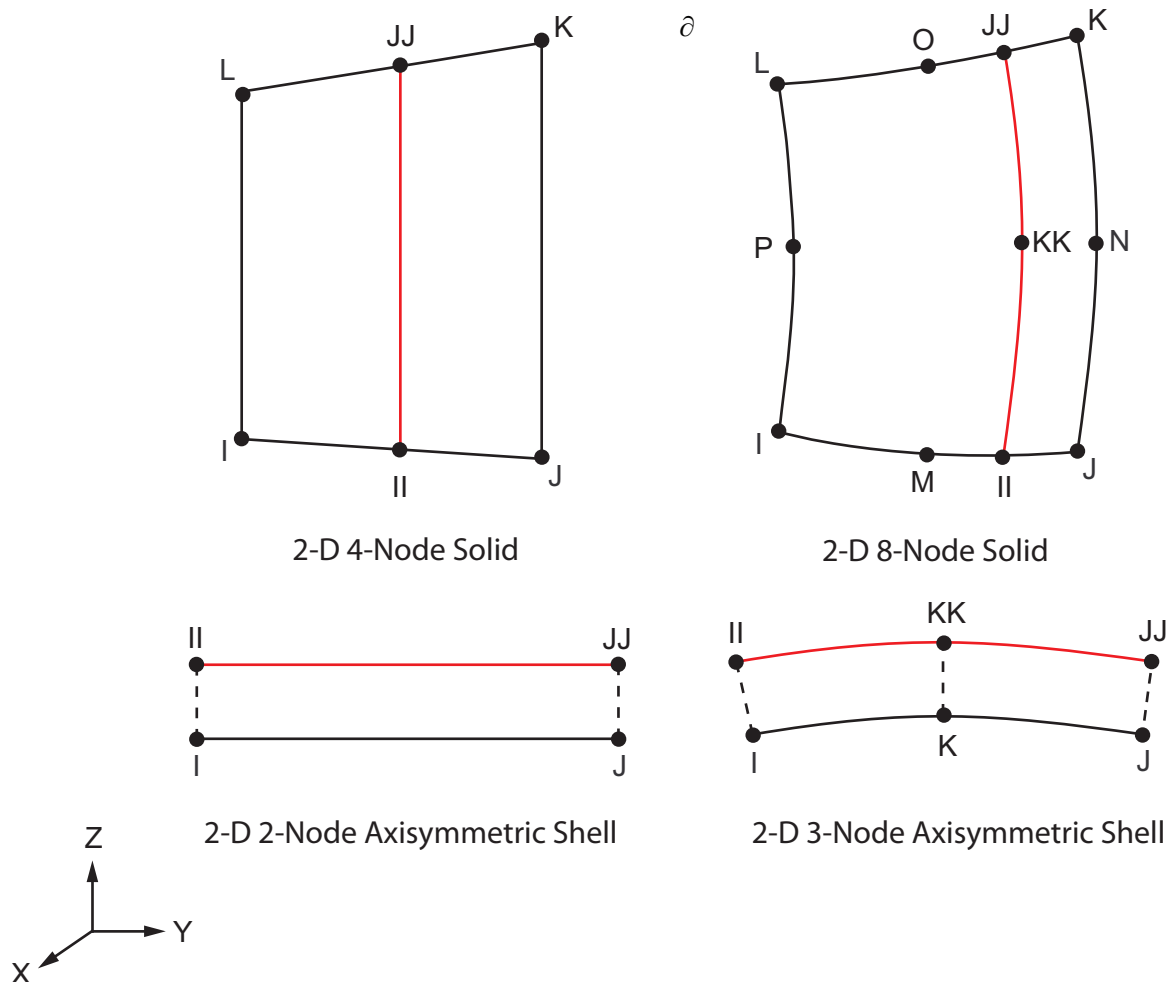 JJ
K
L
I
II
J
2-D 4-Node Solid
∂
O
JJ
K
L
P
KK
N
I
M
II
J
2-D 8-Node Solid
II
JJ
I
J
2-D 2-Node Axisymmetric Shell
KK
II
JJ
I
K
J
2-D 3-Node Axisymmetric Shell
Z
Y
X